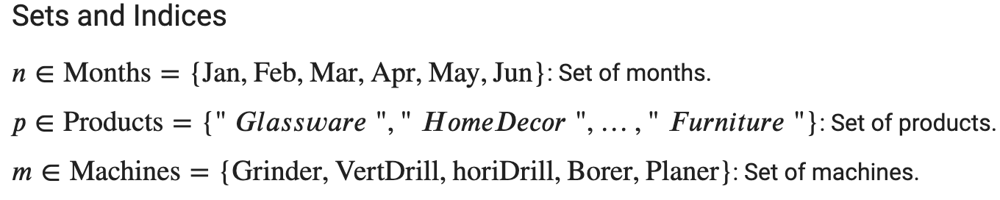 Sets and Indices
n ∈ Months = {Jan, Feb, Mar, Apr, May, Jun}: Set of months.
p ∈ Products = {" Glassware ", " HomeDecor ", … , " Furniture "}: Set of products.
m ∈ Machines = {Grinder, VertDrill, horiDrill, Borer, Planer}: Set of machines.